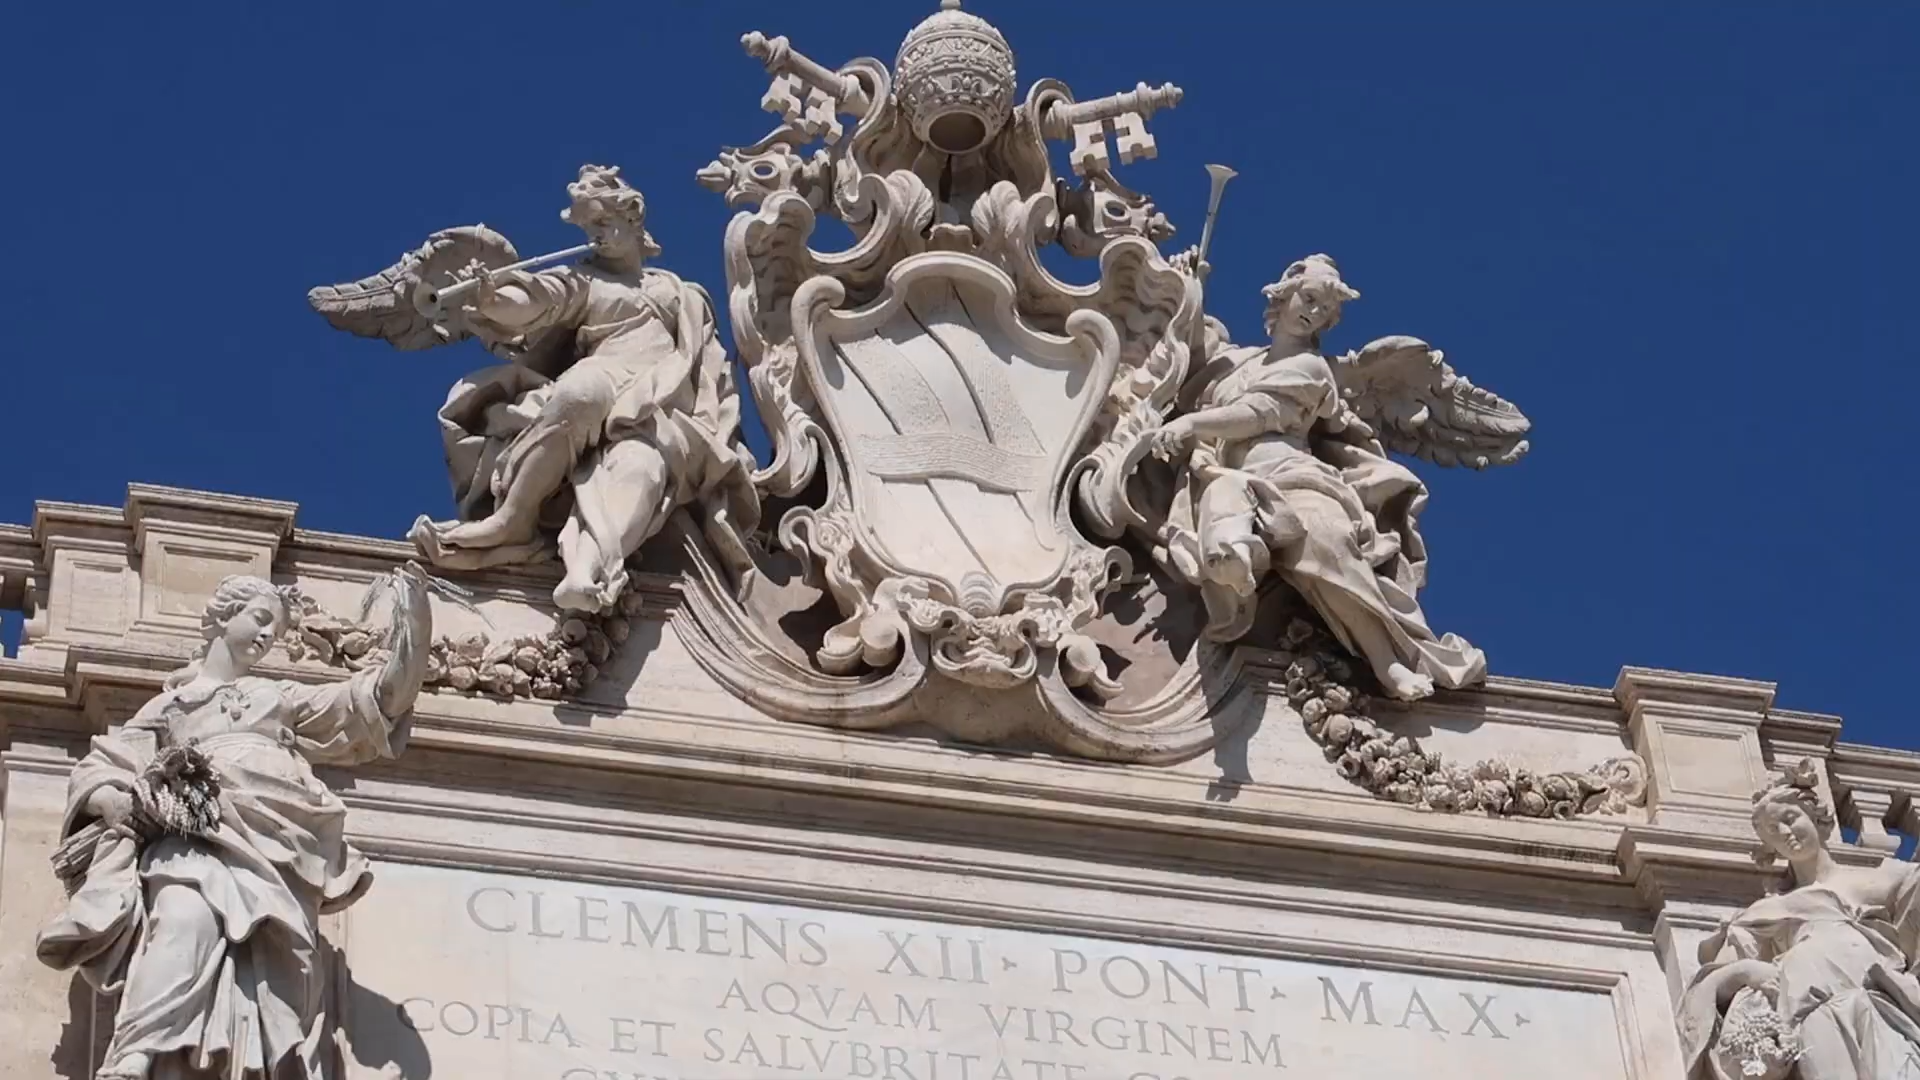 CLEMENS XII · PONT · MAX ·
AQVAM VIRGINEM
COPIA ET SALVBRITATE